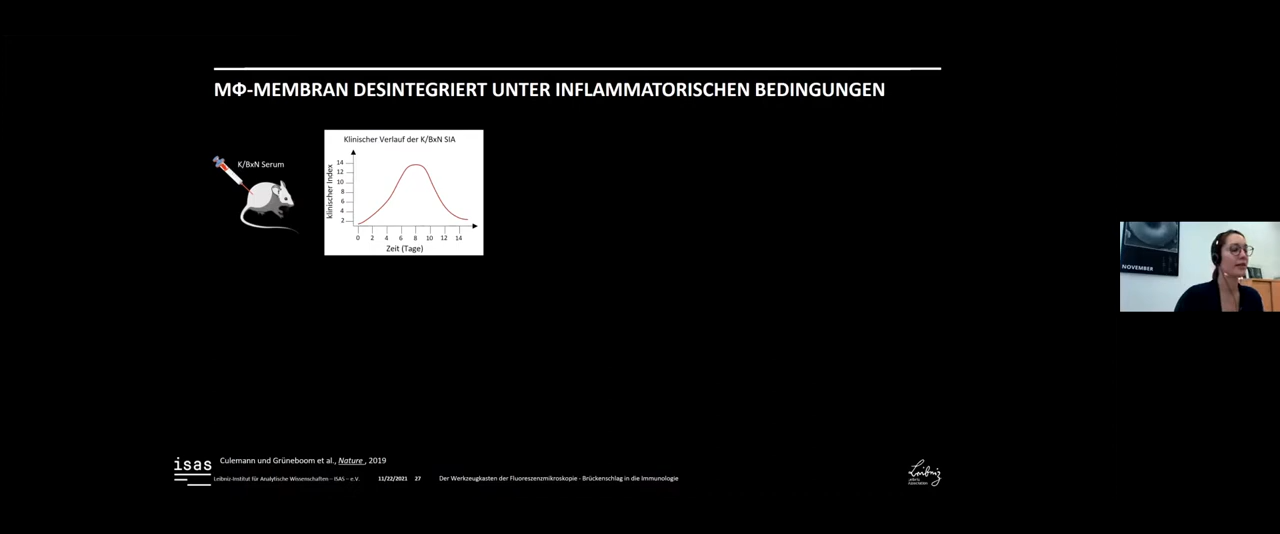 MΦ-MEMBRAN DESINTEGRIERT UNTER INFLAMMATORISCHEN BEDINGUNGEN
K/BxN Serum
Klinischer Verlauf der K/BxN SIA
klinischer Index
14
12
10
8
6
4
2
0 2 4 6 8 10 12 14
Zeit (Tage)
NOVEMBER
Culemann und Grüneboom et al., Nature , 2019
isas
Leibniz-Institut für Analytische Wissenschaften – ISAS – e.V. 11/22/2021 27 Der Werkzeugkasten der Fluoreszenzmikroskopie - Brückenschlag in die Immunologie
Leibniz